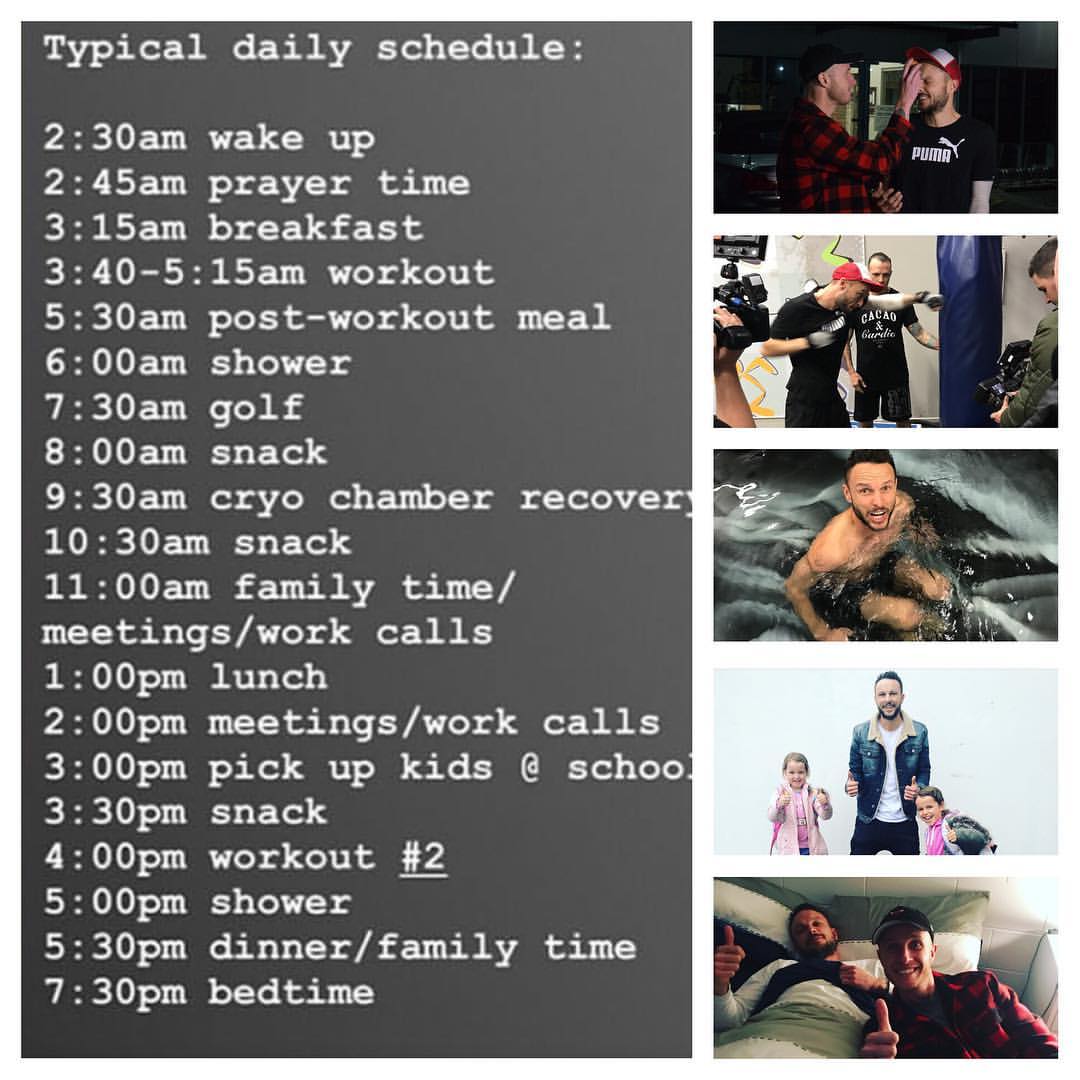 Typical daily schedule:
2:30am wake up
2:45am prayer time
3:15am breakfast
3:40-5:15am workout
5:30am post-workout meal
6:00am shower
7:30am golf
8:00am snack
9:30am cryo chamber recovery
10:30am snack
11:00am family time/
meetings/work calls
1:00pm lunch
2:00pm meetings/work calls
3:00pm pick up kids @ school
3:30pm snack
4:00pm workout #2
5:00pm shower
5:30pm dinner/family time
7:30pm bedtime
PUMA
CACAO
&
Cardio